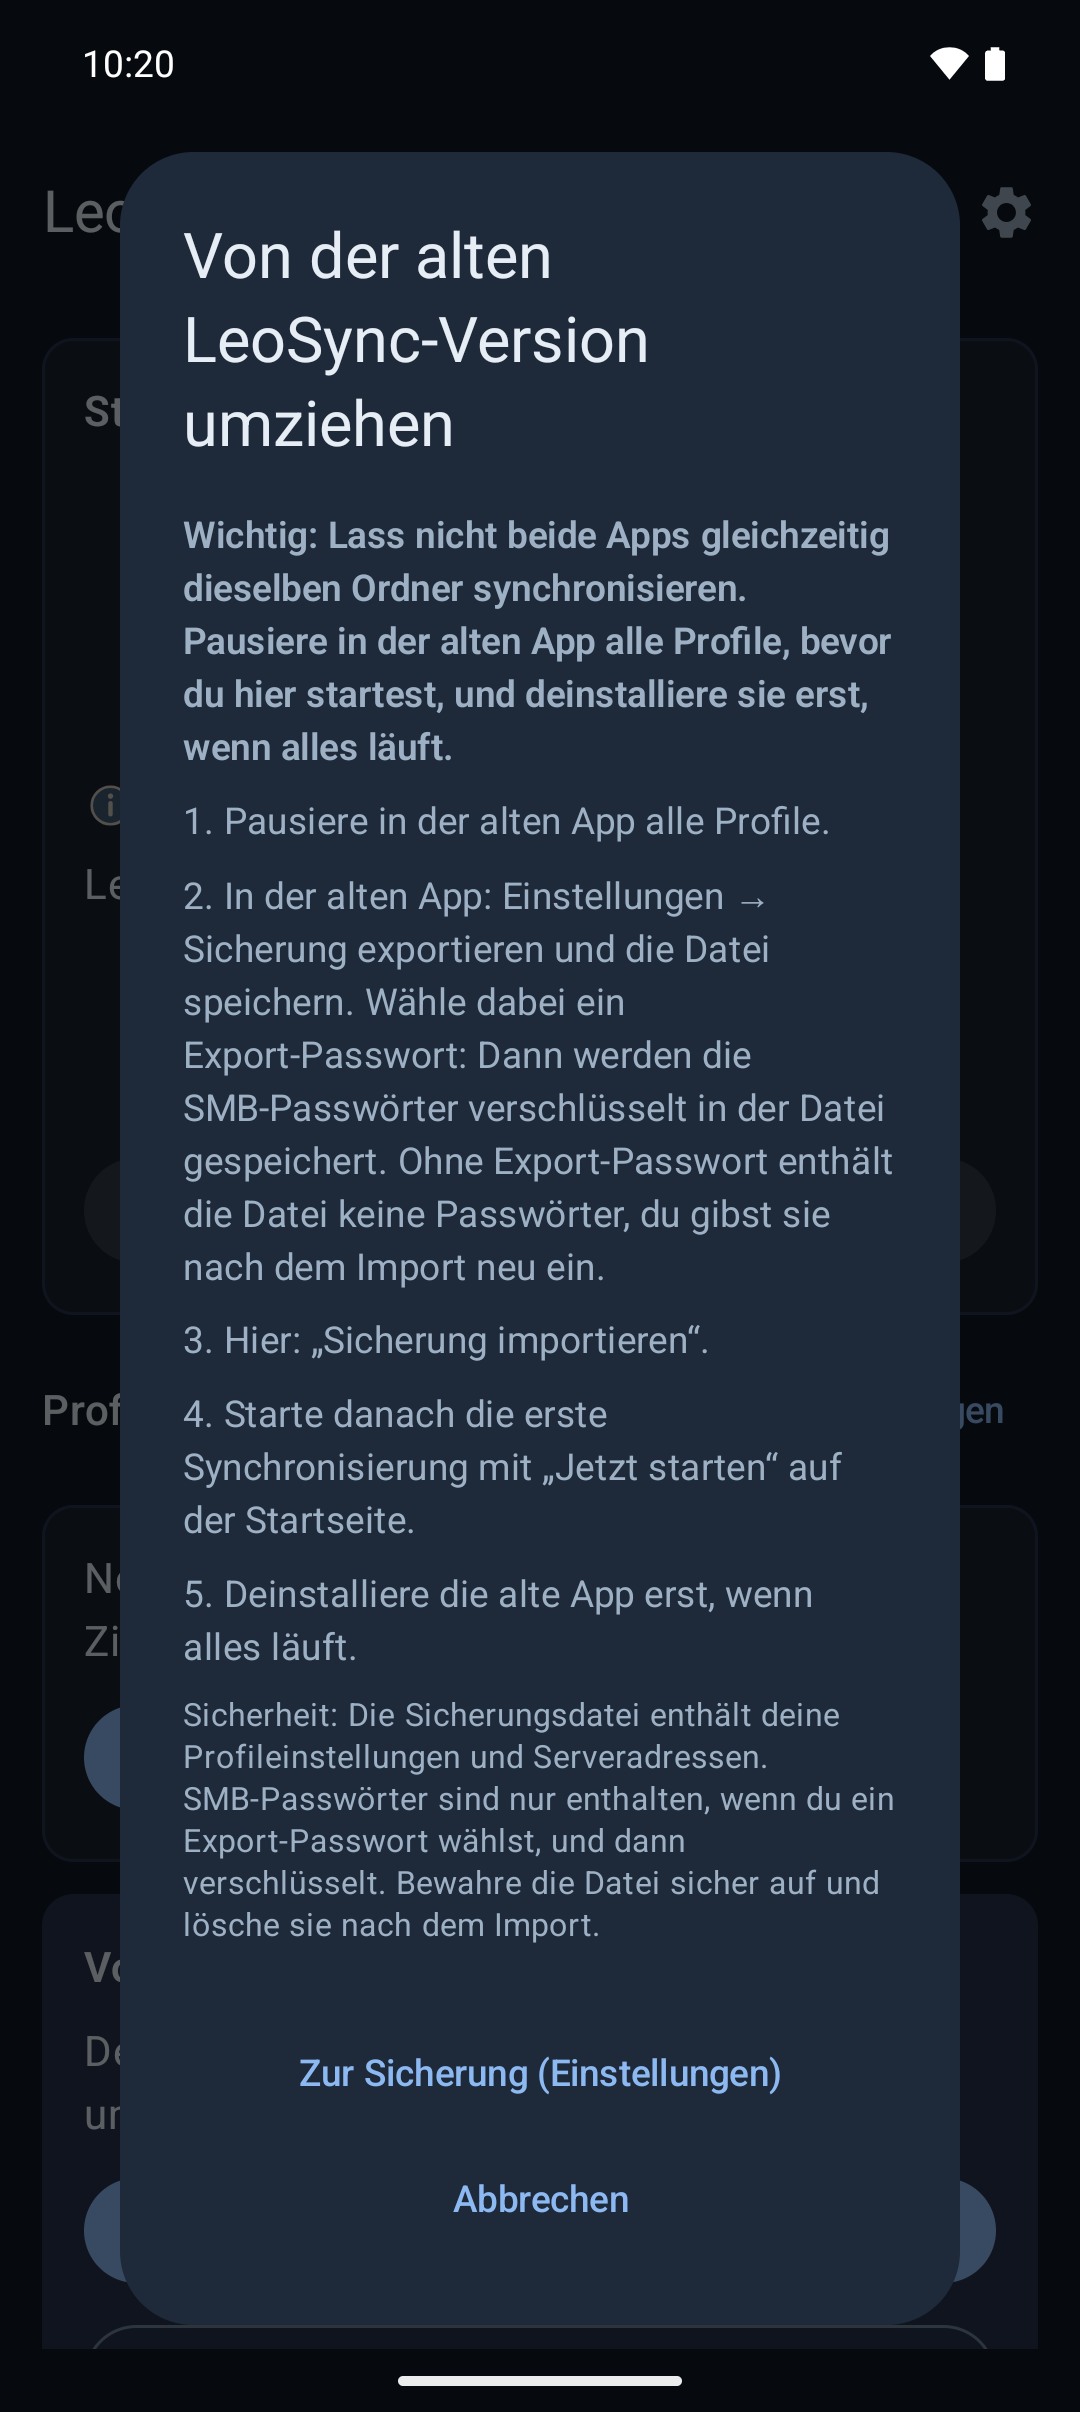 10:20
Von der alten
LeoSync-Version
umziehen
Wichtig: Lass nicht beide Apps gleichzeitig
dieselben Ordner synchronisieren.
Pausiere in der alten App alle Profile, bevor
du hier startest, und deinstalliere sie erst,
wenn alles läuft.
1. Pausiere in der alten App alle Profile.
2. In der alten App: Einstellungen →
Sicherung exportieren und die Datei
speichern. Wähle dabei ein
Export-Passwort: Dann werden die
SMB-Passwörter verschlüsselt in der Datei
gespeichert. Ohne Export-Passwort enthält
die Datei keine Passwörter, du gibst sie
nach dem Import neu ein.
3. Hier: „Sicherung importieren“.
4. Starte danach die erste
Synchronisierung mit „Jetzt starten“ auf
der Startseite.
5. Deinstalliere die alte App erst, wenn
alles läuft.
Sicherheit: Die Sicherungsdatei enthält deine
Profileinstellungen und Serveradressen.
SMB-Passwörter sind nur enthalten, wenn du ein
Export-Passwort wählst, und dann
verschlüsselt. Bewahre die Datei sicher auf und
lösche sie nach dem Import.
Zur Sicherung (Einstellungen)
Abbrechen